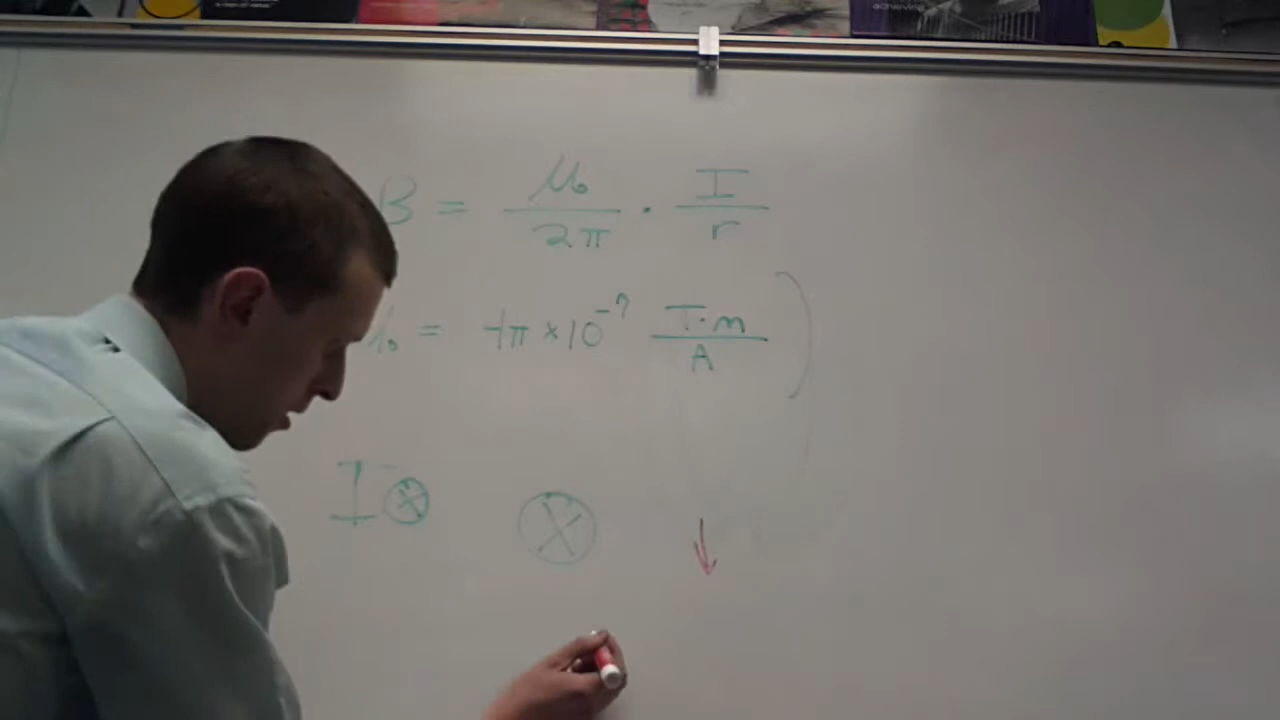 B = μ₀/2π · I/r
μ₀ = 4π × 10⁻⁷ T·m/A )
I ⊗ ⊗ ↓